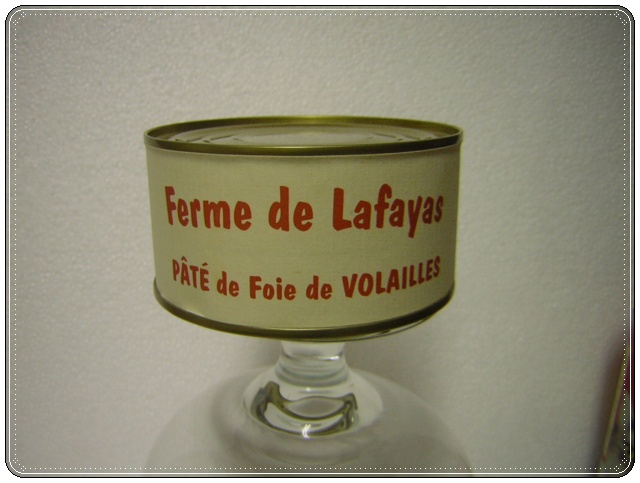 Ferme de Lafayas
PÂTÉ de Foie de VOLAILLES